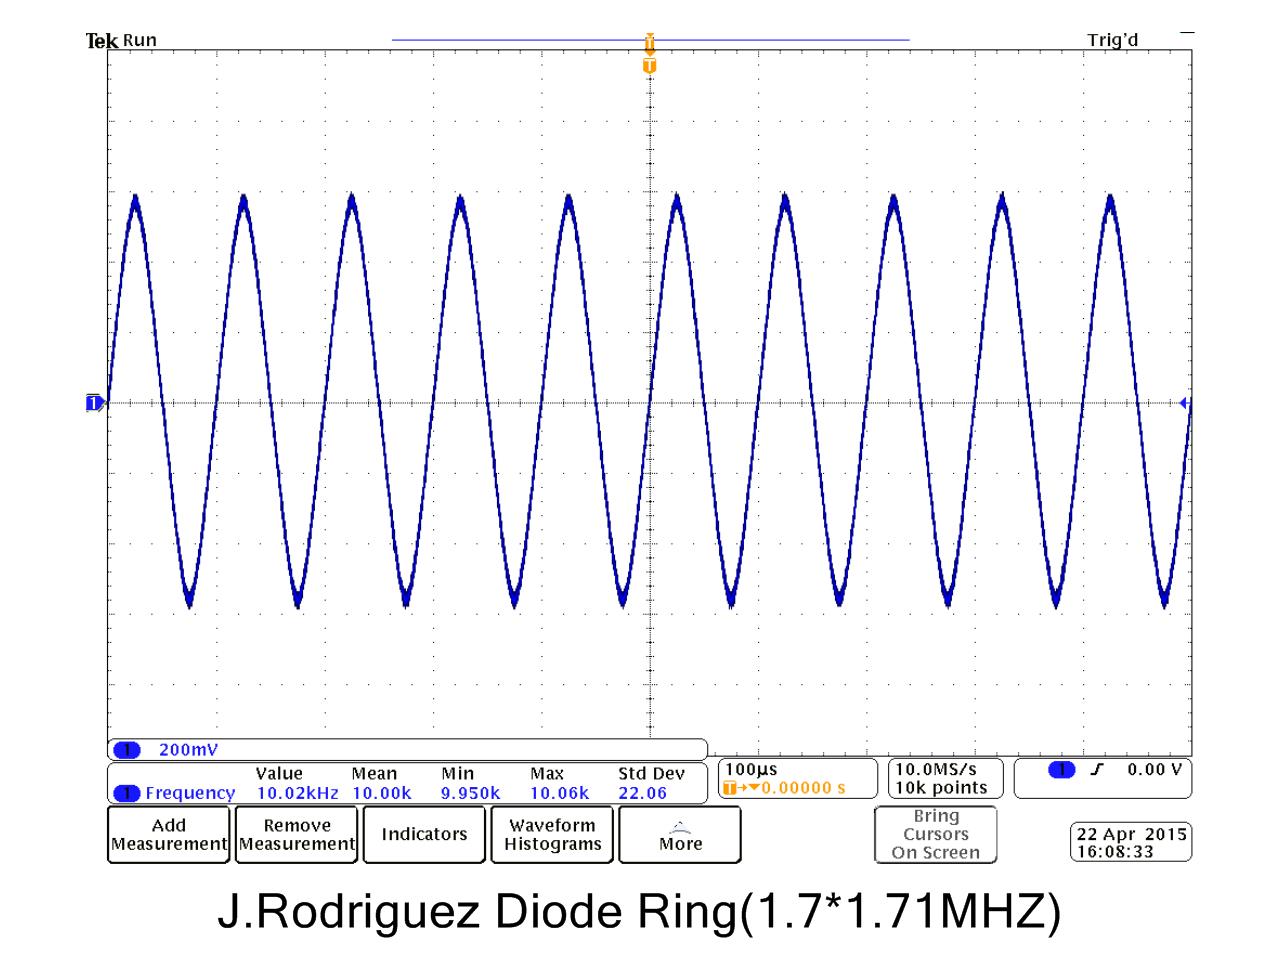 Tek Run Trig'd
T
T
1
1 200mV
Value Mean Min Max Std Dev
1 Frequency 10.02kHz 10.00k 9.950k 10.06k 22.06
100µs
T→▼0.00000 s
10.0MS/s
10k points
1 0.00 V
Add
Measurement
Remove
Measurement
Indicators
Waveform
Histograms
More
Bring
Cursors
On Screen
22 Apr 2015
16:08:33
J.Rodriguez Diode Ring(1.7*1.71MHZ)